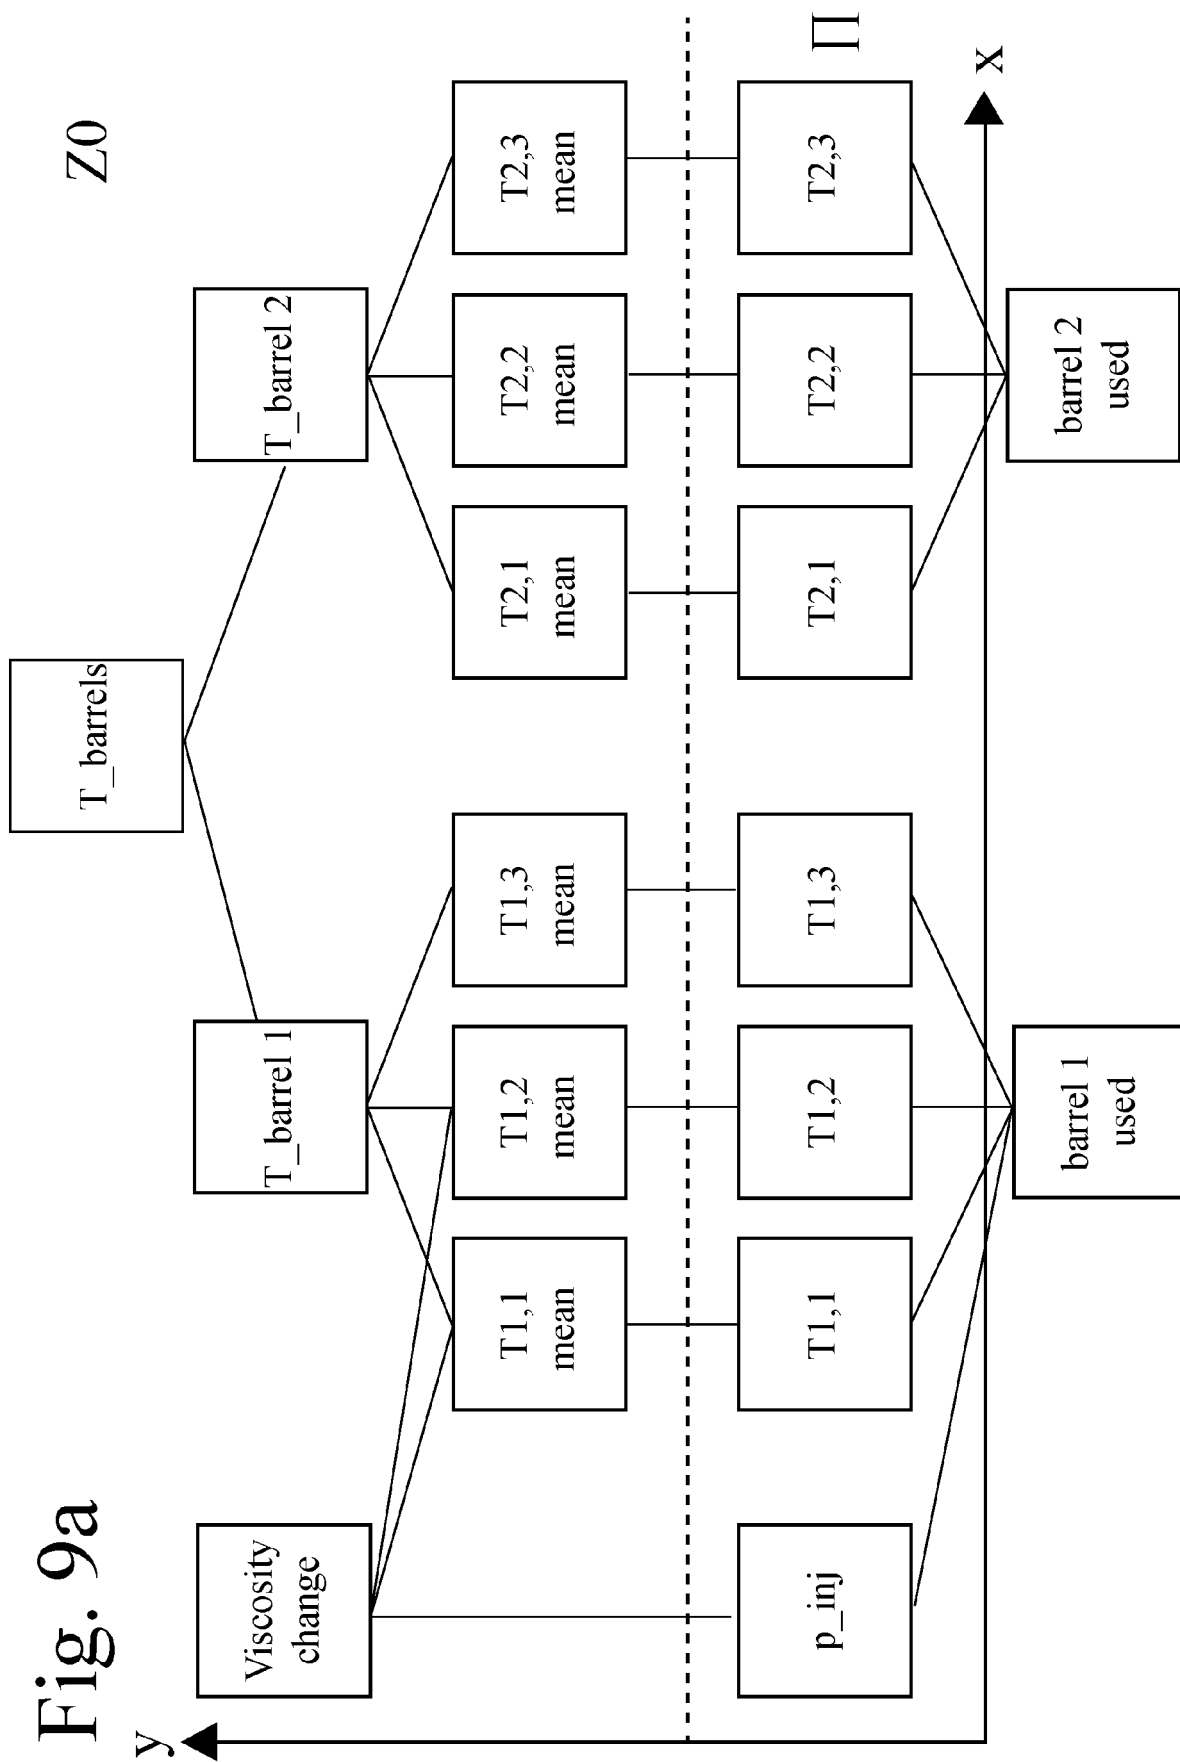 Fig. 9a
Z0
y
T_barrels
Viscosity
change
T_barrel 1
T_barrel 2
T1,1
mean
T1,2
mean
T1,3
mean
T2,1
mean
T2,2
mean
T2,3
mean
p_inj
T1,1
T1,2
T1,3
T2,1
T2,2
T2,3
Π
x
barrel 1
used
barrel 2
used